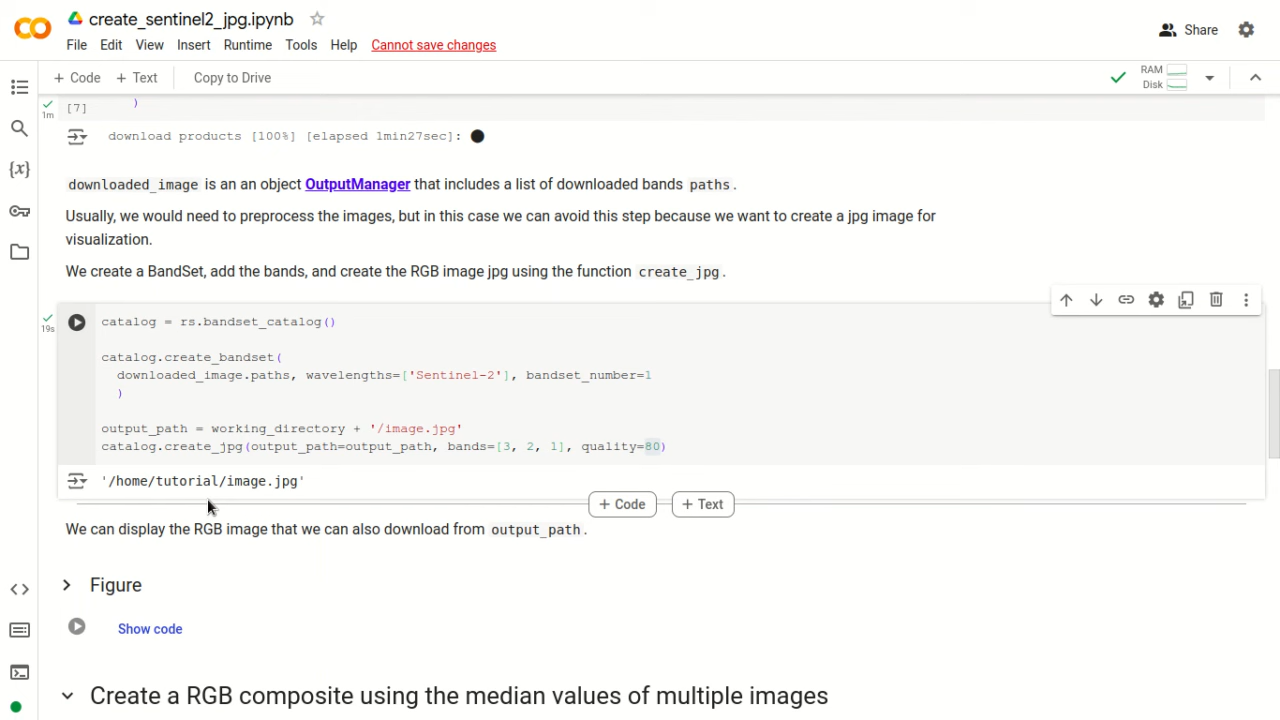 create_sentinel2_jpg.ipynb
File Edit View Insert Runtime Tools Help Cannot save changes
Share
+ Code + Text Copy to Drive
RAM
Disk
[7] )
1m
download products [100%] [elapsed 1min27sec]:
downloaded_image is an an object OutputManager that includes a list of downloaded bands paths.
Usually, we would need to preprocess the images, but in this case we can avoid this step because we want to create a jpg image for
visualization.
We create a BandSet, add the bands, and create the RGB image jpg using the function create_jpg.
19s
catalog = rs.bandset_catalog()
catalog.create_bandset(
downloaded_image.paths, wavelengths=['Sentinel-2'], bandset_number=1
)
output_path = working_directory + '/image.jpg'
catalog.create_jpg(output_path=output_path, bands=[3, 2, 1], quality=80)
'/home/tutorial/image.jpg'
+ Code + Text
We can display the RGB image that we can also download from output_path.
Figure
Show code
Create a RGB composite using the median values of multiple images